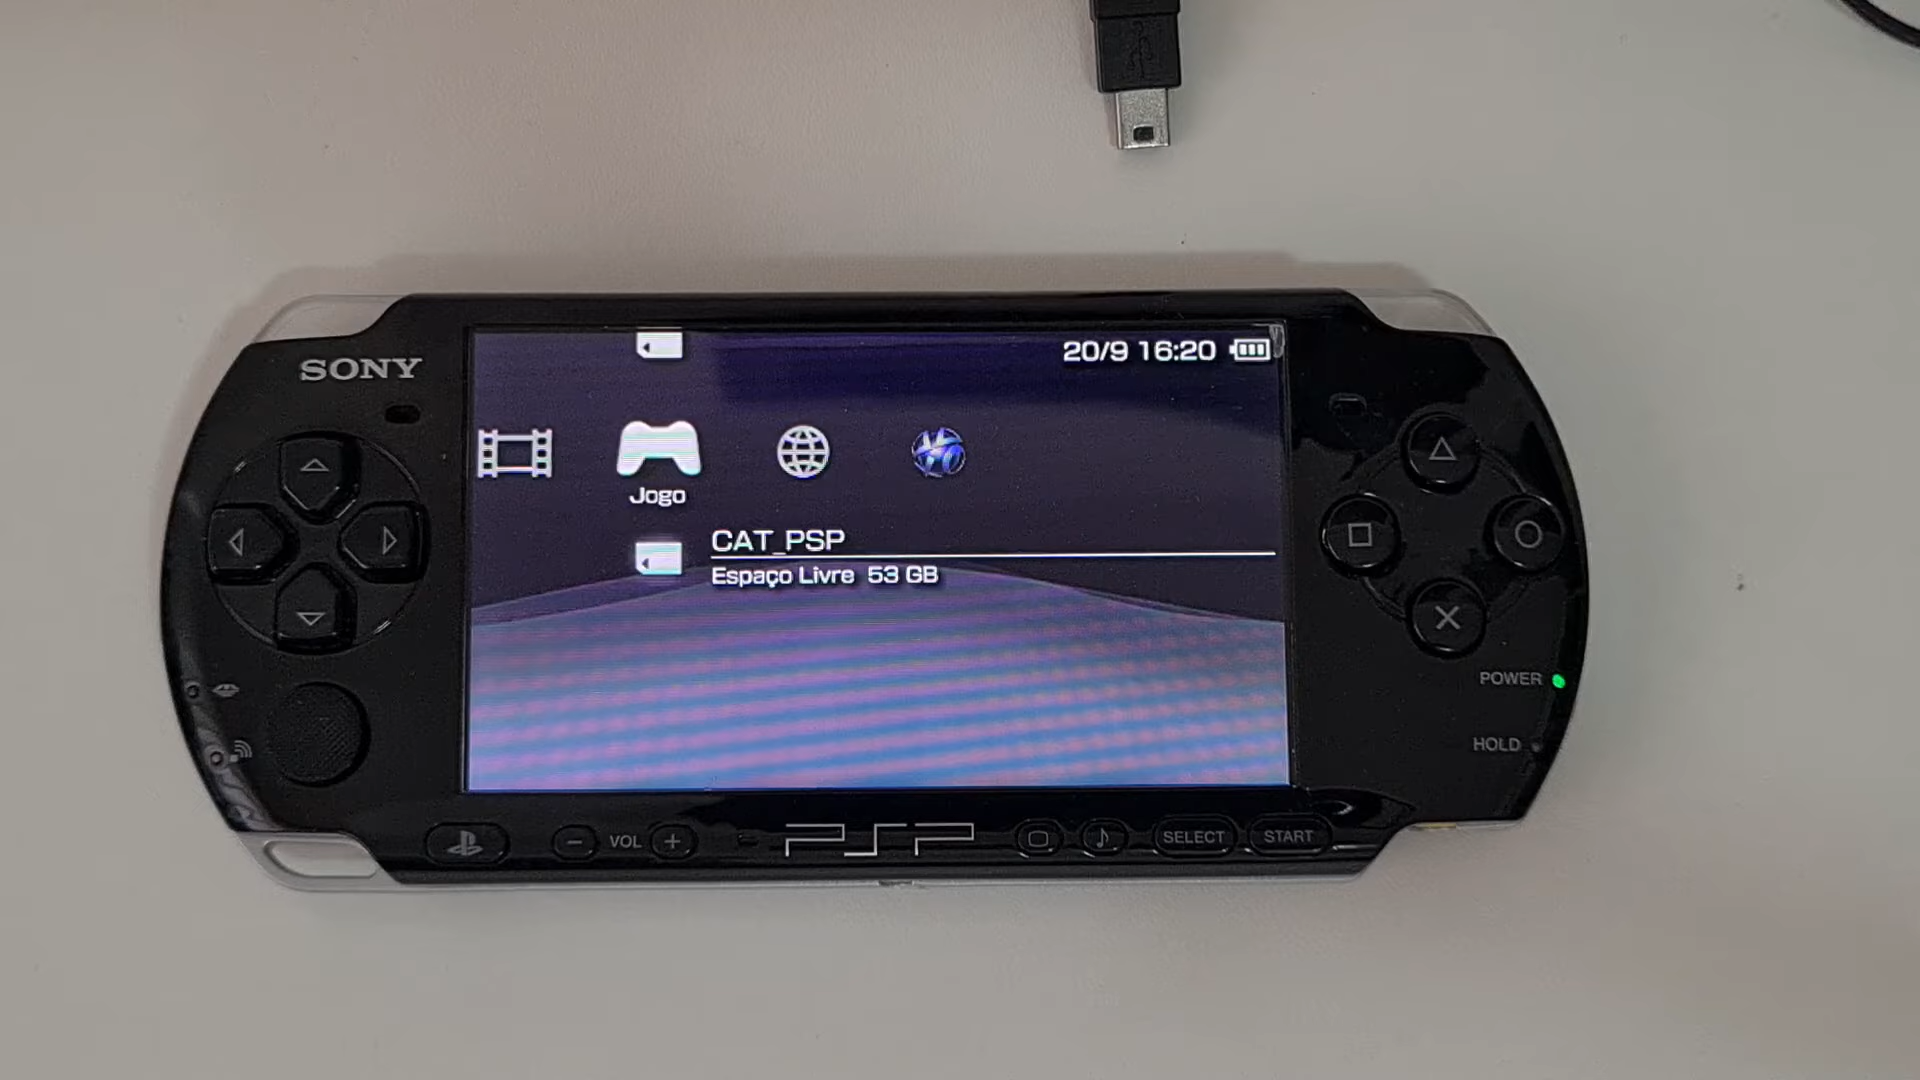 SONY
20/9 16:20
Jogo
CAT_PSP
Espaço Livre 53 GB
POWER
HOLD
VOL
PSP
SELECT
START